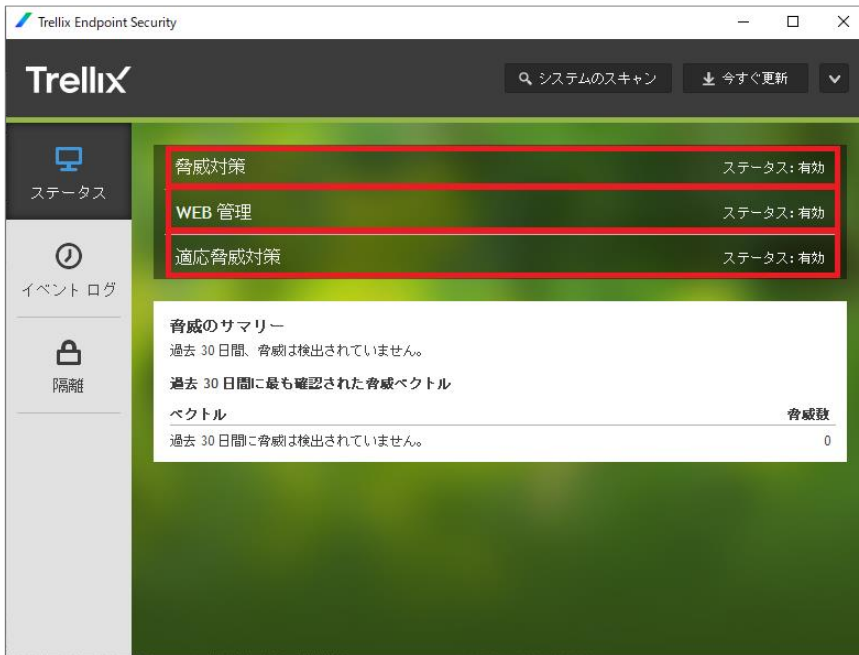 Trellix Endpoint Security
Trellix
システムのスキャン
今すぐ更新
ステータス
イベント ログ
隔離
脅威対策 ステータス: 有効
WEB 管理 ステータス: 有効
適応脅威対策 ステータス: 有効
脅威のサマリー
過去 30 日間、脅威は検出されていません。
過去 30 日間に最も確認された脅威ベクトル
ベクトル 脅威数
過去 30 日間に脅威は検出されていません。 0